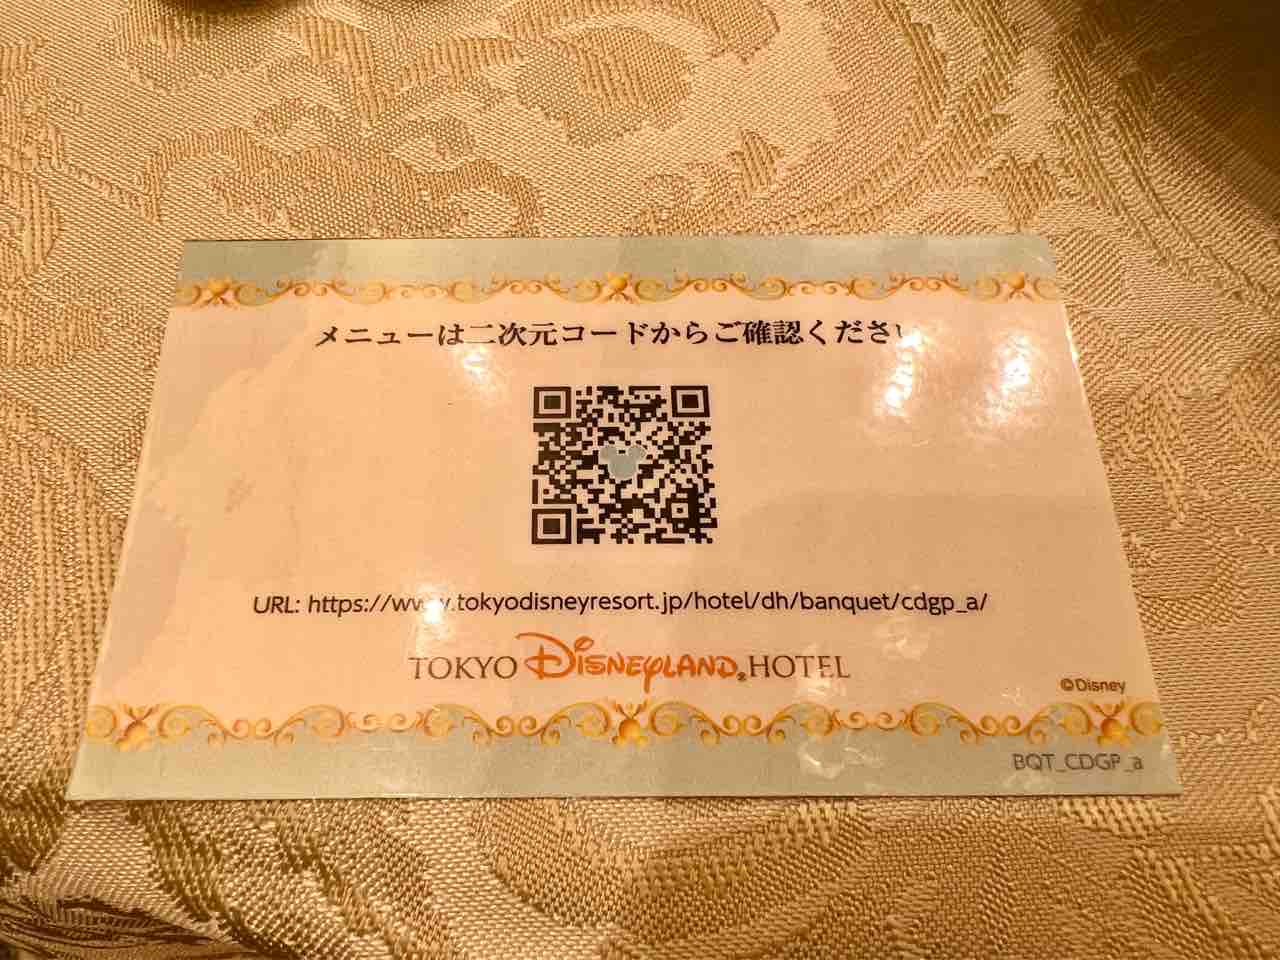 メニューは二次元コードからご確認ください
URL: https://www.tokyodisneyresort.jp/hotel/dh/banquet/cdgp_a/
TOKYO DISNEYLAND® HOTEL
©Disney
BQT_CDGP_a